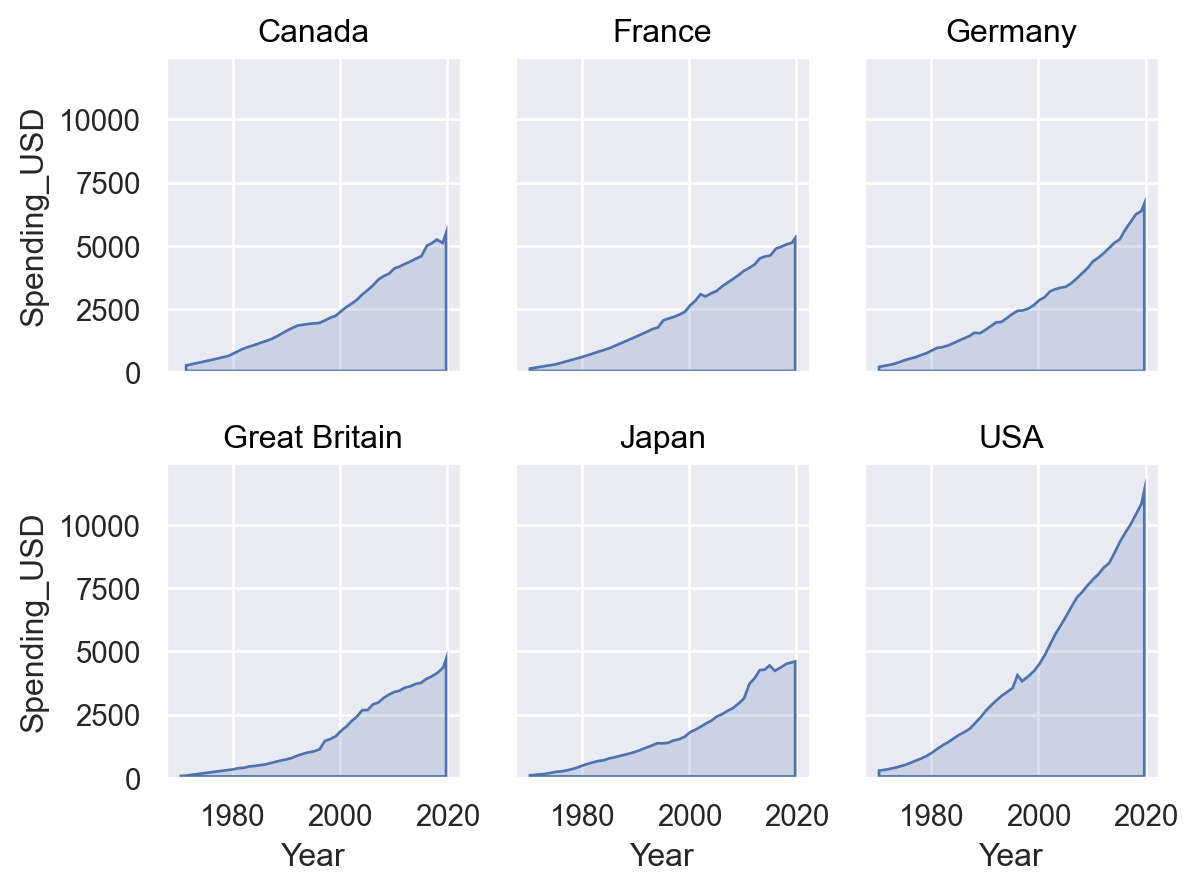 Canada France Germany
Spending_USD
10000
7500
5000
2500
0
Great Britain Japan USA
Spending_USD
10000
7500
5000
2500
0
1980 2000 2020 1980 2000 2020 1980 2000 2020
Year Year Year